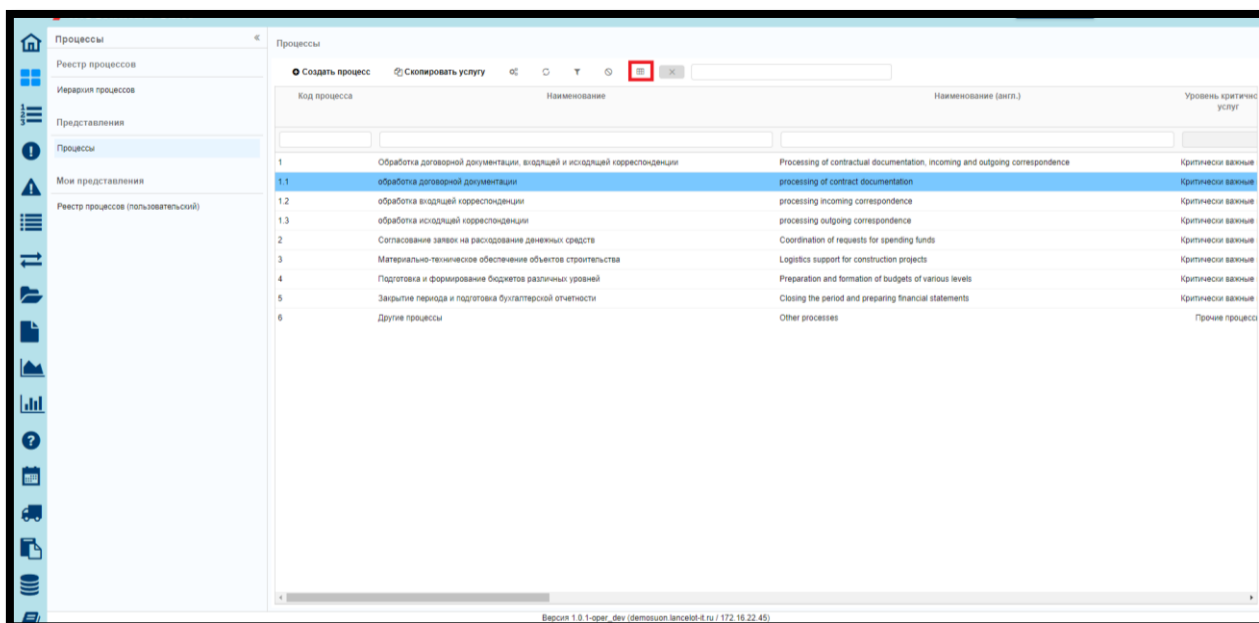 Процессы
Реестр процессов
Иерархия процессов
Представления
Процессы
Мои представления
Реестр процессов (пользовательский)
Процессы
Создать процесс Скопировать услугу
Код процесса Наименование Наименование (англ.) Уровень критично
услуг
1 Обработка договорной документации, входящей и исходящей корреспонденции Processing of contractual documentation, incoming and outgoing correspondence Критически важные
1.1 обработка договорной документации processing of contract documentation Критически важные
1.2 обработка входящей корреспонденции processing incoming correspondence Критически важные
1.3 обработка исходящей корреспонденции processing outgoing correspondence Критически важные
2 Согласование заявок на расходование денежных средств Coordination of requests for spending funds Критически важные
3 Материально-техническое обеспечение объектов строительства Logistics support for construction projects Критически важные
4 Подготовка и формирование бюджетов различных уровней Preparation and formation of budgets of various levels Критически важные
5 Закрытие периода и подготовка бухгалтерской отчетности Closing the period and preparing financial statements Критически важные
6 Другие процессы Other processes Прочие процесс
Версия 1.0.1-oper_dev (demosuon.lancelot-it.ru / 172.16.22.45)